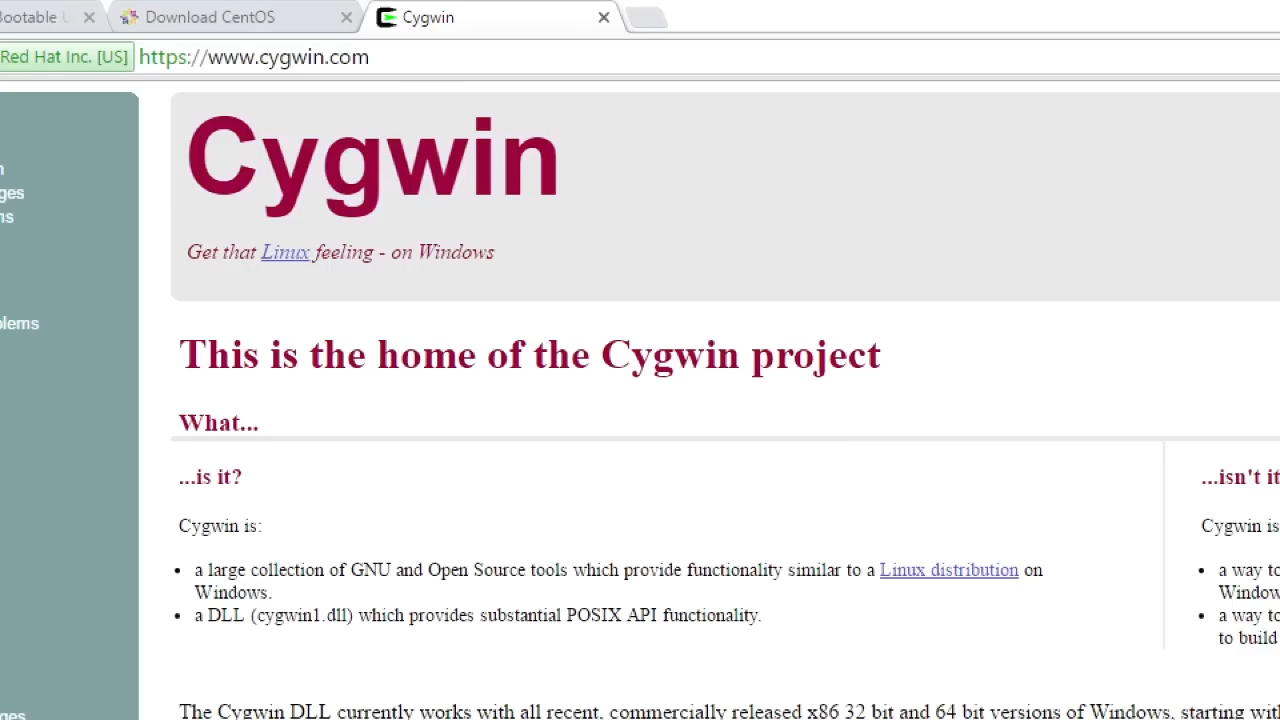 Bootable U
Download CentOS
Cygwin
Red Hat Inc. [US] https://www.cygwin.com
ges
Cygwin
Get that Linux feeling - on Windows
This is the home of the Cygwin project
What...
...is it?
Cygwin is:
a large collection of GNU and Open Source tools which provide functionality similar to a Linux distribution on
Windows.
a DLL (cygwin1.dll) which provides substantial POSIX API functionality.
...isn't it
Cygwin is
a way to
Window
a way to
to build
blems
ges
The Cygwin DLL currently works with all recent, commercially released x86 32 bit and 64 bit versions of Windows, starting with